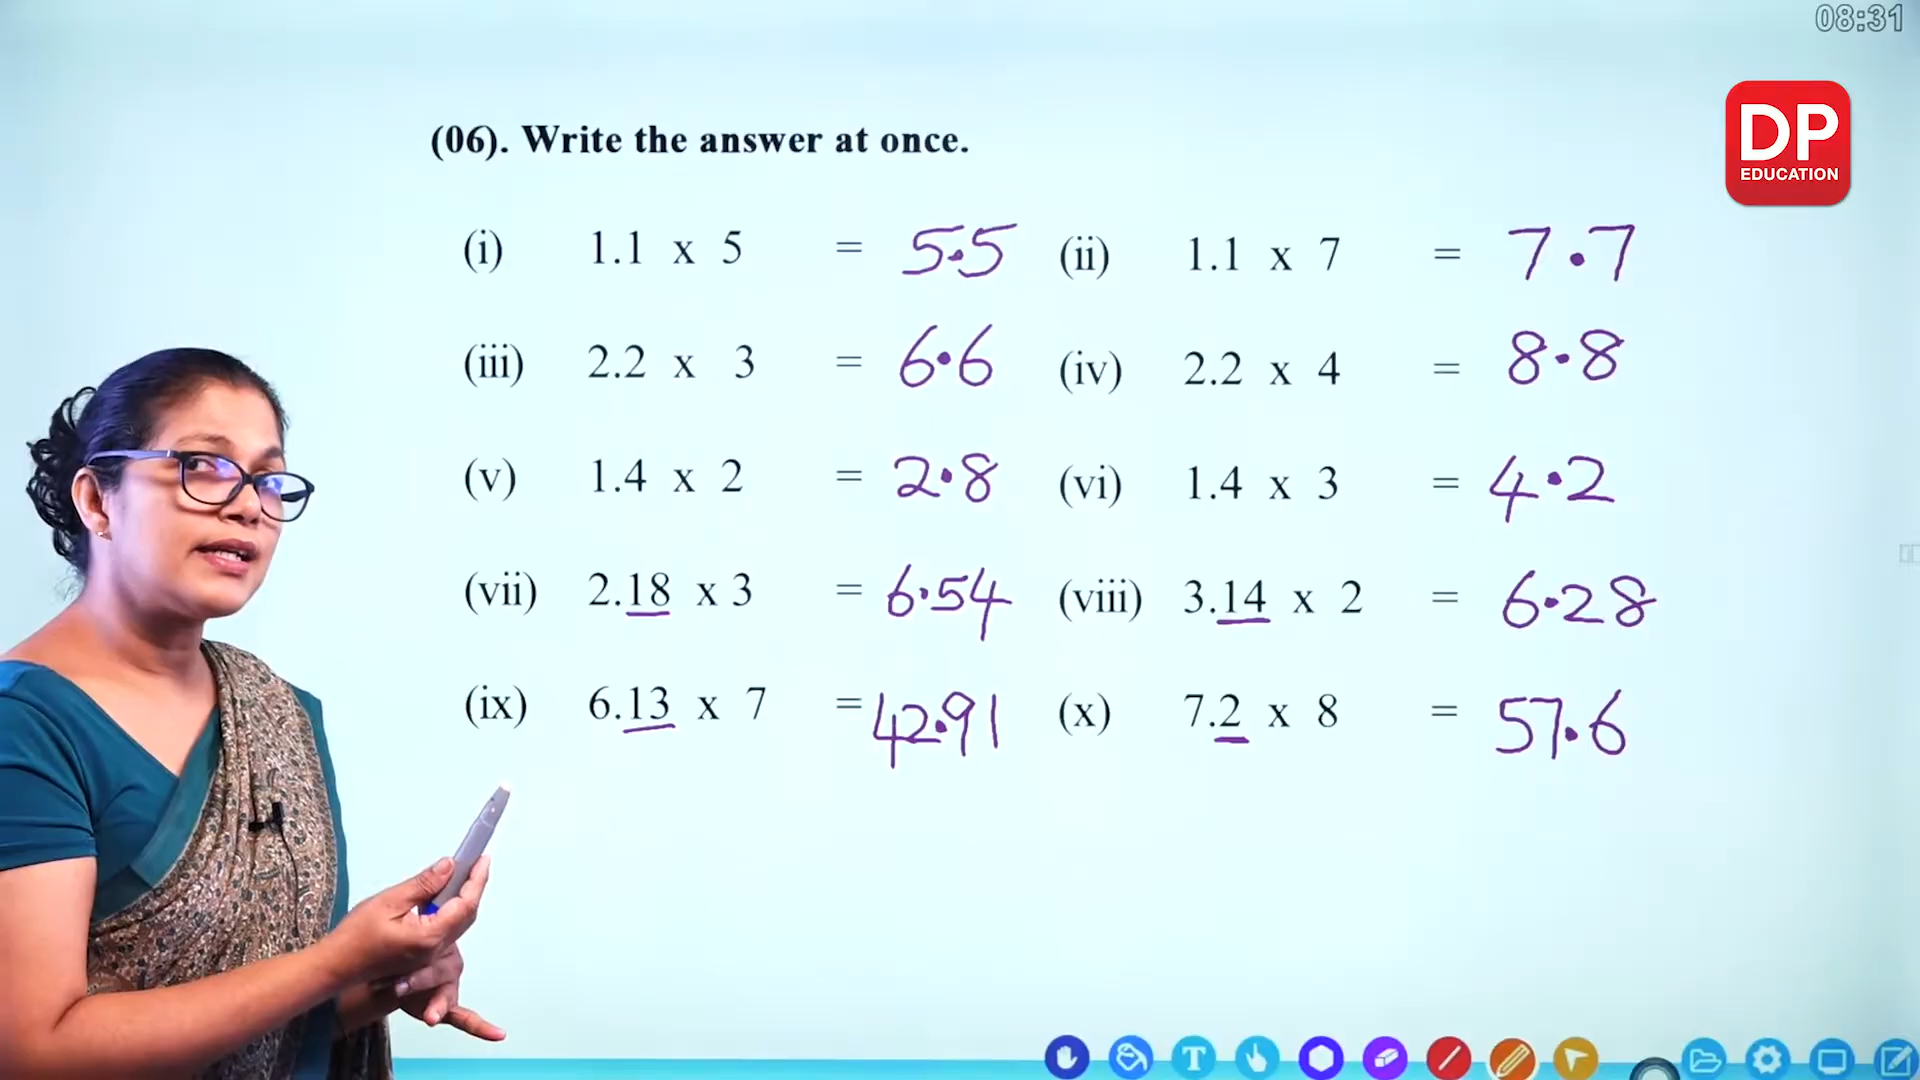 08:31
DP
EDUCATION
(06). Write the answer at once.
(i) 1.1 x 5 = 5.5 (ii) 1.1 x 7 = 7.7
(iii) 2.2 x 3 = 6.6 (iv) 2.2 x 4 = 8.8
(v) 1.4 x 2 = 2.8 (vi) 1.4 x 3 = 4.2
(vii) 2.18 x 3 = 6.54 (viii) 3.14 x 2 = 6.28
(ix) 6.13 x 7 = 42.91 (x) 7.2 x 8 = 57.6
T